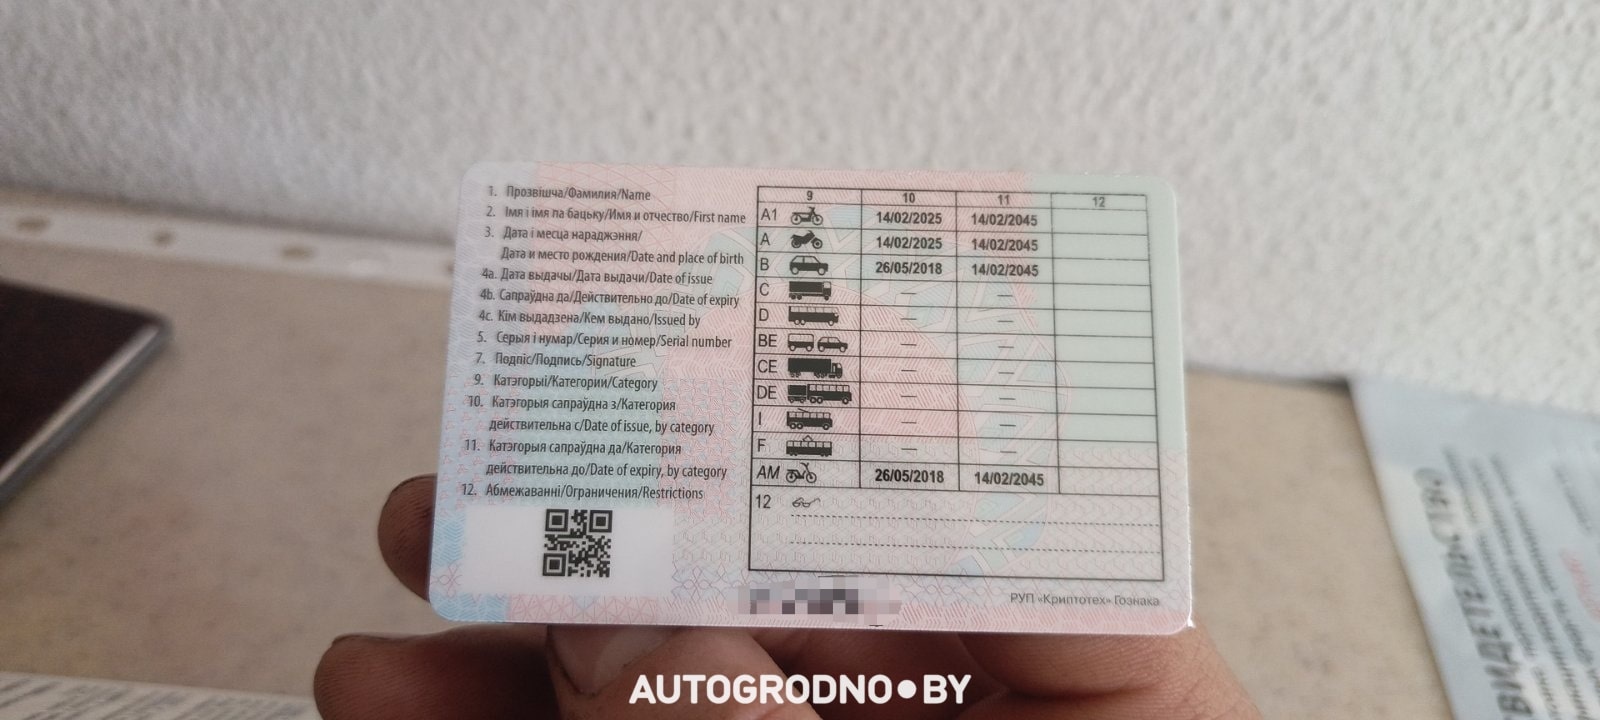 1. Прозвішча/Фамилия/Name
2. Імя і імя па бацьку/Имя и отчество/First name
3. Дата і месца нараджэння/
Дата и место рождения/Date and place of birth
4a. Дата выдачы/Дата выдачи/Date of issue
4b. Сапраўдна да/Действительно до/Date of expiry
4c. Кім выдадзена/Кем выдано/Issued by
5. Серыя і нумар/Серия и номер/Serial number
7. Подпіс/Подпись/Signature
9. Катэгорыі/Категории/Category
10. Катэгорыя сапраўдна з/Категория
действительна с/Date of issue, by category
11. Катэгорыя сапраўдна да/Категория
действительна до/Date of expiry, by category
12. Абмежаванні/Ограничения/Restrictions
9 10 11 12
A1 14/02/2025 14/02/2045
A 14/02/2025 14/02/2045
B 26/05/2018 14/02/2045
C — —
D — —
BE — —
CE — —
DE — —
I — —
F — —
AM 26/05/2018 14/02/2045
12
РУП «Криптотех» Гознака
ВИДЕТЕЛЬСТВО
AUTOGRODNO•BY